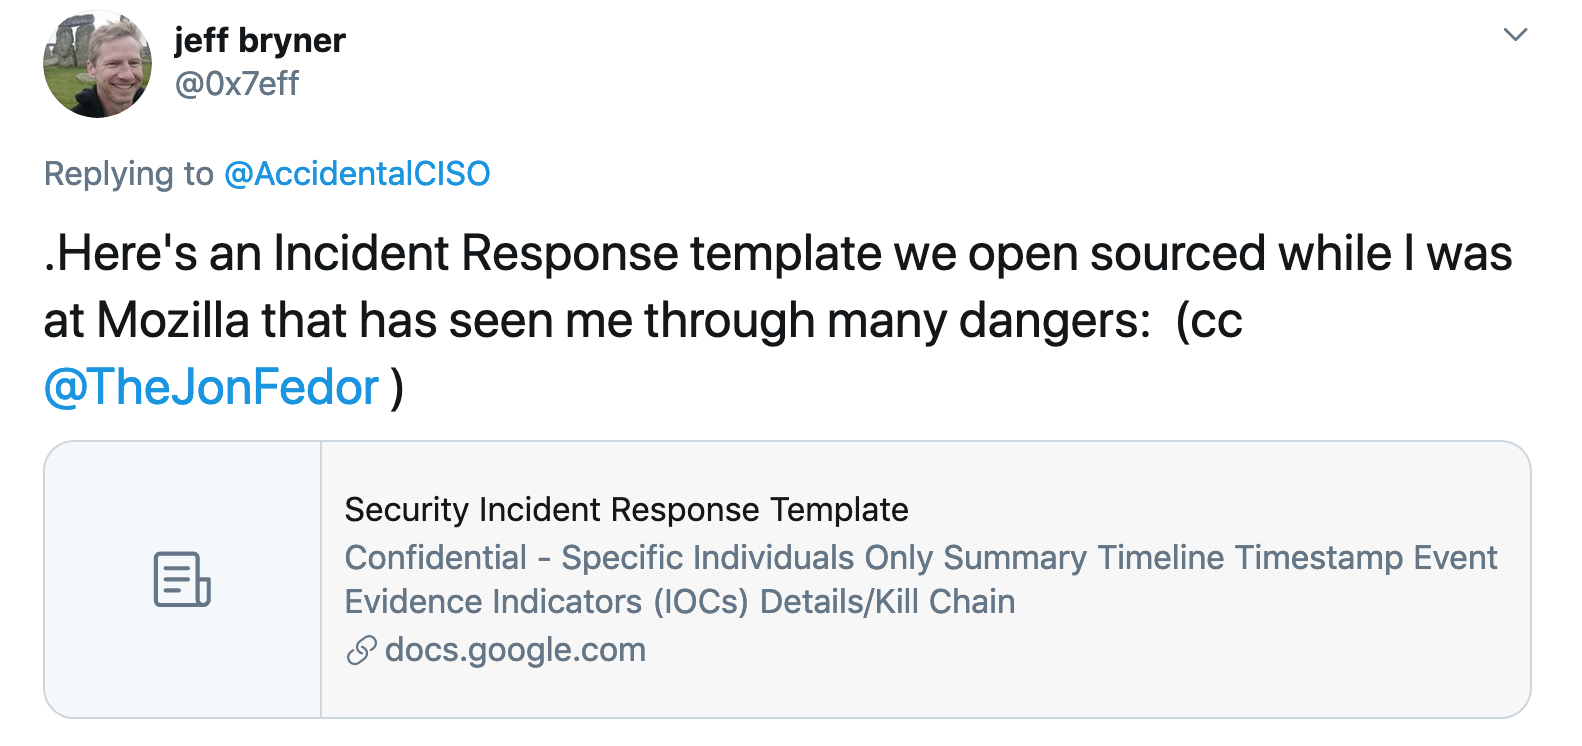 jeff bryner
@0x7eff
Replying to @AccidentalCISO
.Here's an Incident Response template we open sourced while I was
at Mozilla that has seen me through many dangers:  (cc
@TheJonFedor )
Security Incident Response Template
Confidential - Specific Individuals Only Summary Timeline Timestamp Event
Evidence Indicators (IOCs) Details/Kill Chain
docs.google.com